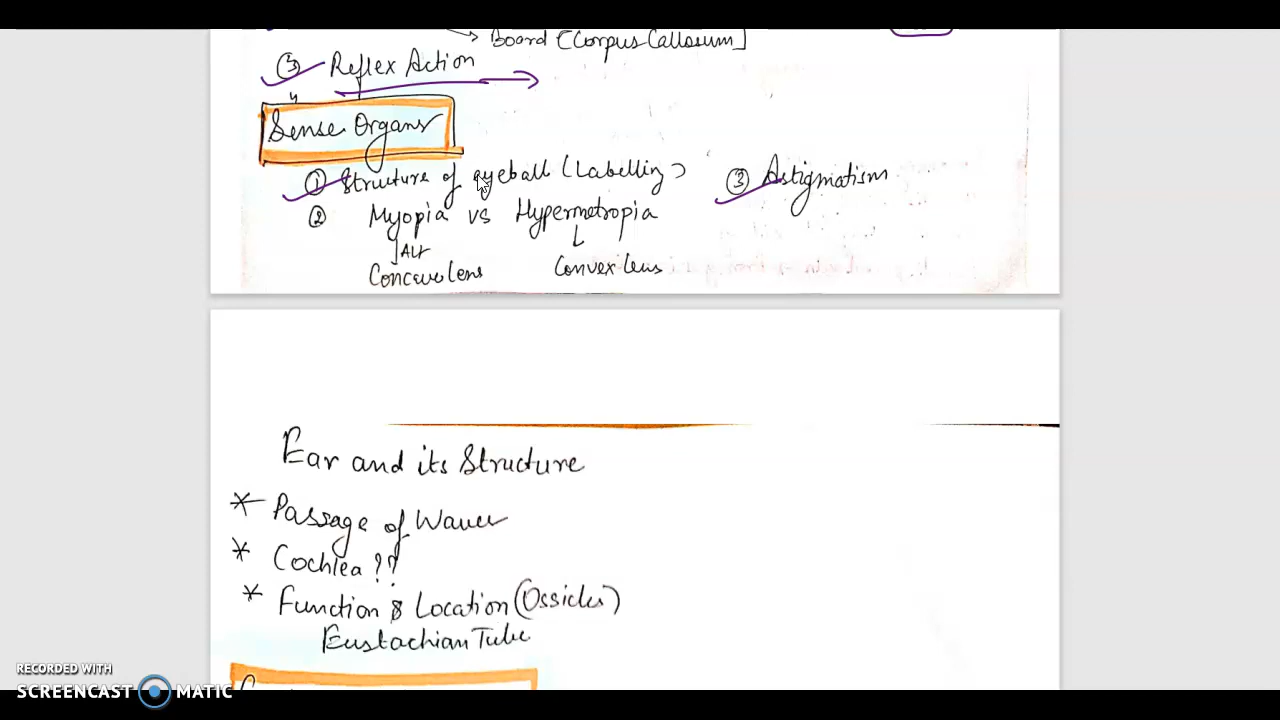 Board [Corpus Callosum]
③ Reflex Action
Sense Organs
① Structure of eyeball (Labelling)
③ Astigmatism
② Myopia vs Hypermetropia
Concave lens
Convex lens
Ear and its Structure
* Passage of Waves
* Cochlea ??
* Function & Location (Ossicles)
Eustachian Tube
RECORDED WITH
SCREENCAST MATIC